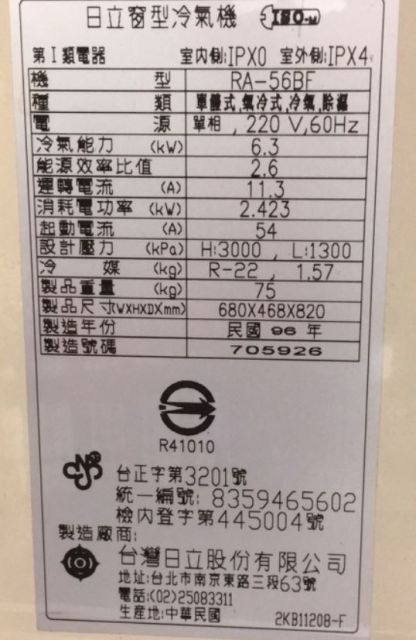 日立窗型冷氣機 ISO-M
第I類電器 室內側:IPX0 室外側:IPX4
機型 RA-56BF
種類 單體式,氣冷式,冷氣,除濕
電源 單相,220 V,60Hz
冷氣能力 (kW) 6.3
能源效率比值 2.6
運轉電流 (A) 11.3
消耗電功率 (kW) 2.423
起動電流 (A) 54
設計壓力 (kPa) H:3000 , L:1300
冷媒 (kg) R-22 , 1.57
製品重量 (kg) 75
製品尺寸WXHXDX(mm) 680X468X820
製造年份 民國 96 年
製造號碼 705926
R41010
台正字第3201號
統一編號: 8359465602
檢內登字第445004號
製造廠商:
台灣日立股份有限公司
地址:台北市南京東路三段63號
電話:(02)25083311
生產地:中華民國 2KB11208-F